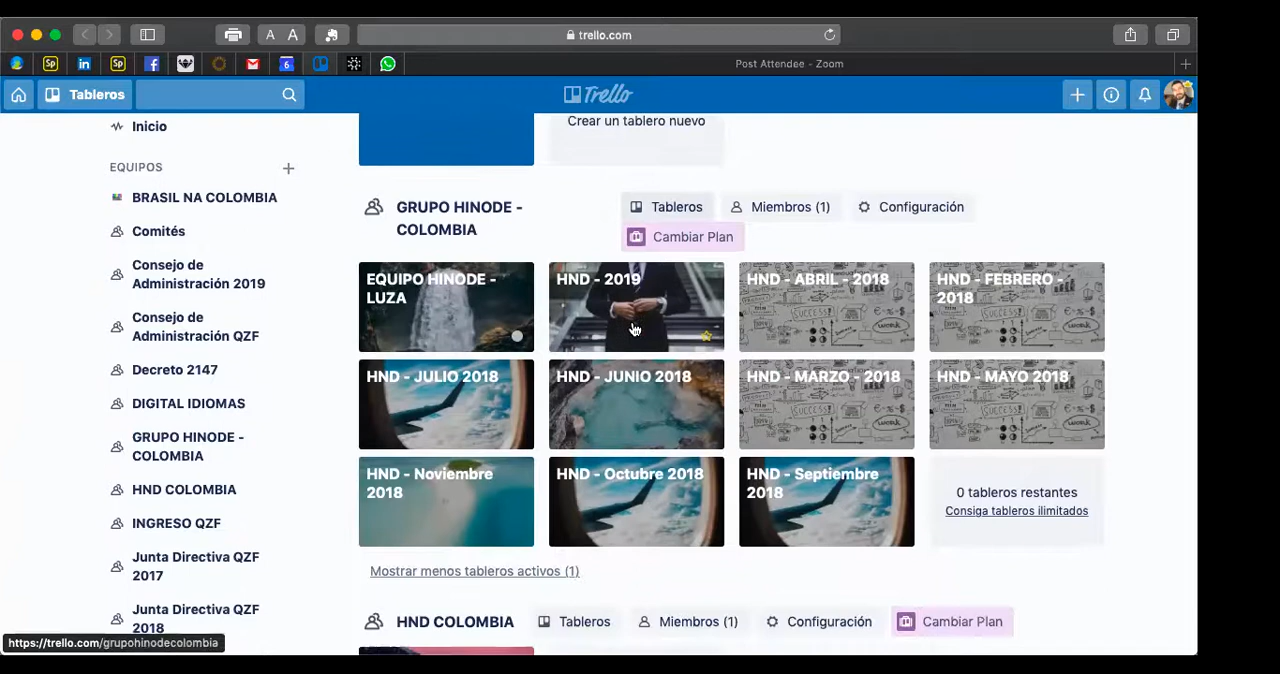 trello.com
Sp
Sp
6
Post Attendee - Zoom
Tableros
Trello
Inicio
EQUIPOS
BRASIL NA COLOMBIA
Comités
Consejo de
Administración 2019
Consejo de
Administración QZF
Decreto 2147
DIGITAL IDIOMAS
GRUPO HINODE -
COLOMBIA
HND COLOMBIA
INGRESO QZF
Junta Directiva QZF
2017
Junta Directiva QZF
2018
https://trello.com/grupohinodecolombia
Crear un tablero nuevo
GRUPO HINODE -
COLOMBIA
Tableros
Miembros (1)
Configuración
Cambiar Plan
EQUIPO HINODE -
LUZA
HND - 2019
HND - ABRIL - 2018
HND - FEBRERO -
2018
HND - JULIO 2018
HND - JUNIO 2018
HND - MARZO - 2018
HND - MAYO 2018
HND - Noviembre
2018
HND - Octubre 2018
HND - Septiembre
2018
0 tableros restantes
Consiga tableros ilimitados
Mostrar menos tableros activos (1)
HND COLOMBIA
Tableros
Miembros (1)
Configuración
Cambiar Plan